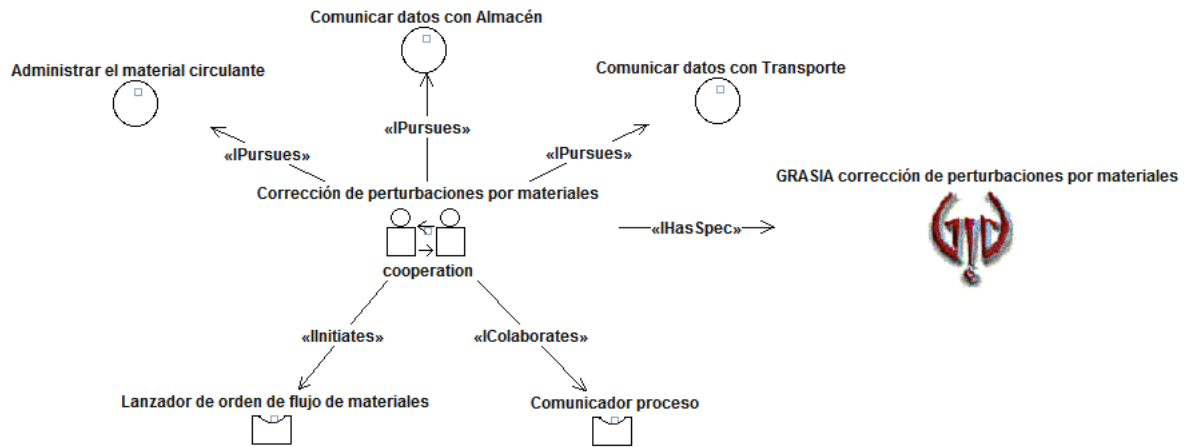 Comunicar datos con Almacén
Administrar el material circulante
Comunicar datos con Transporte
«IPursues»
«IPursues»
«IPursues»
Corrección de perturbaciones por materiales
GRASIA corrección de perturbaciones por materiales
«IHasSpec»
cooperation
«IInitiates»
«IColaborates»
Lanzador de orden de flujo de materiales
Comunicador proceso